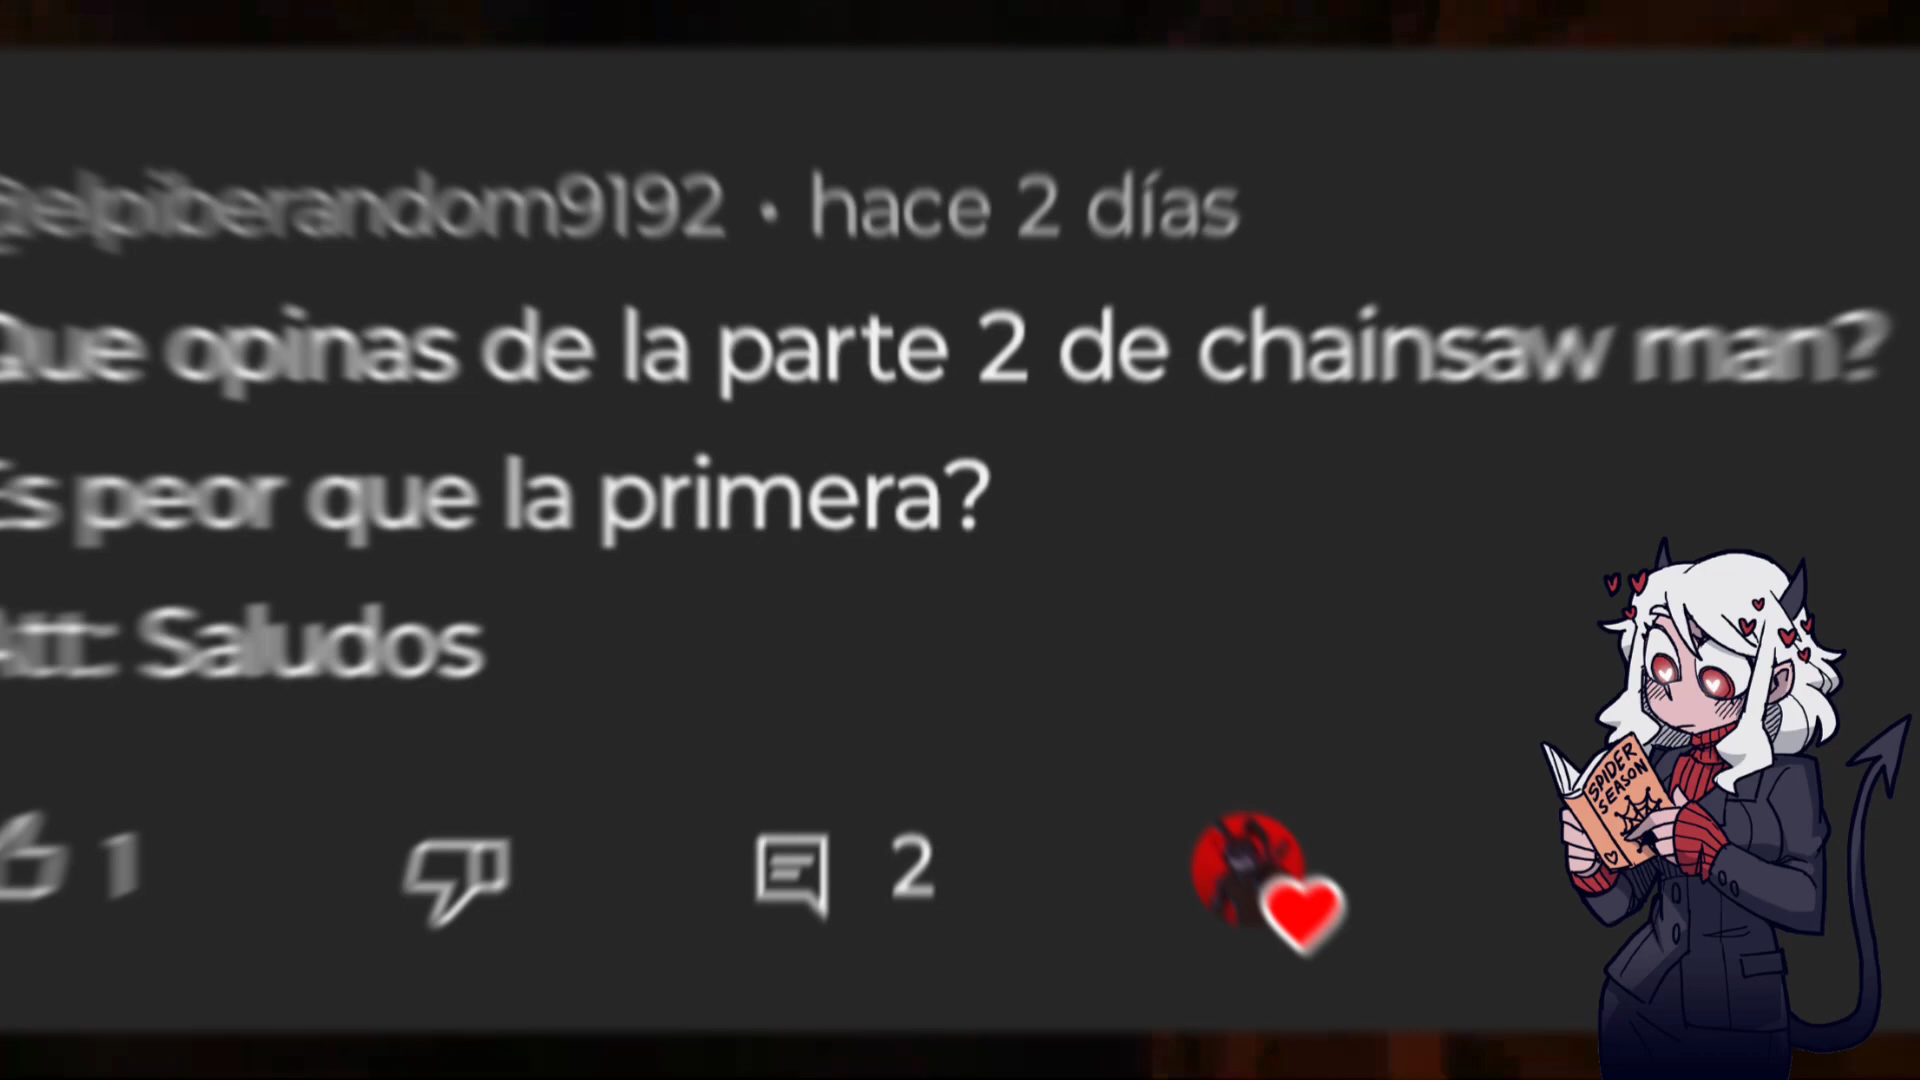 @elpiberandom9192 • hace 2 días
Que opinas de la parte 2 de chainsaw man?
Es peor que la primera?
Att: Saludos
1 2
SPIDER
SEASON